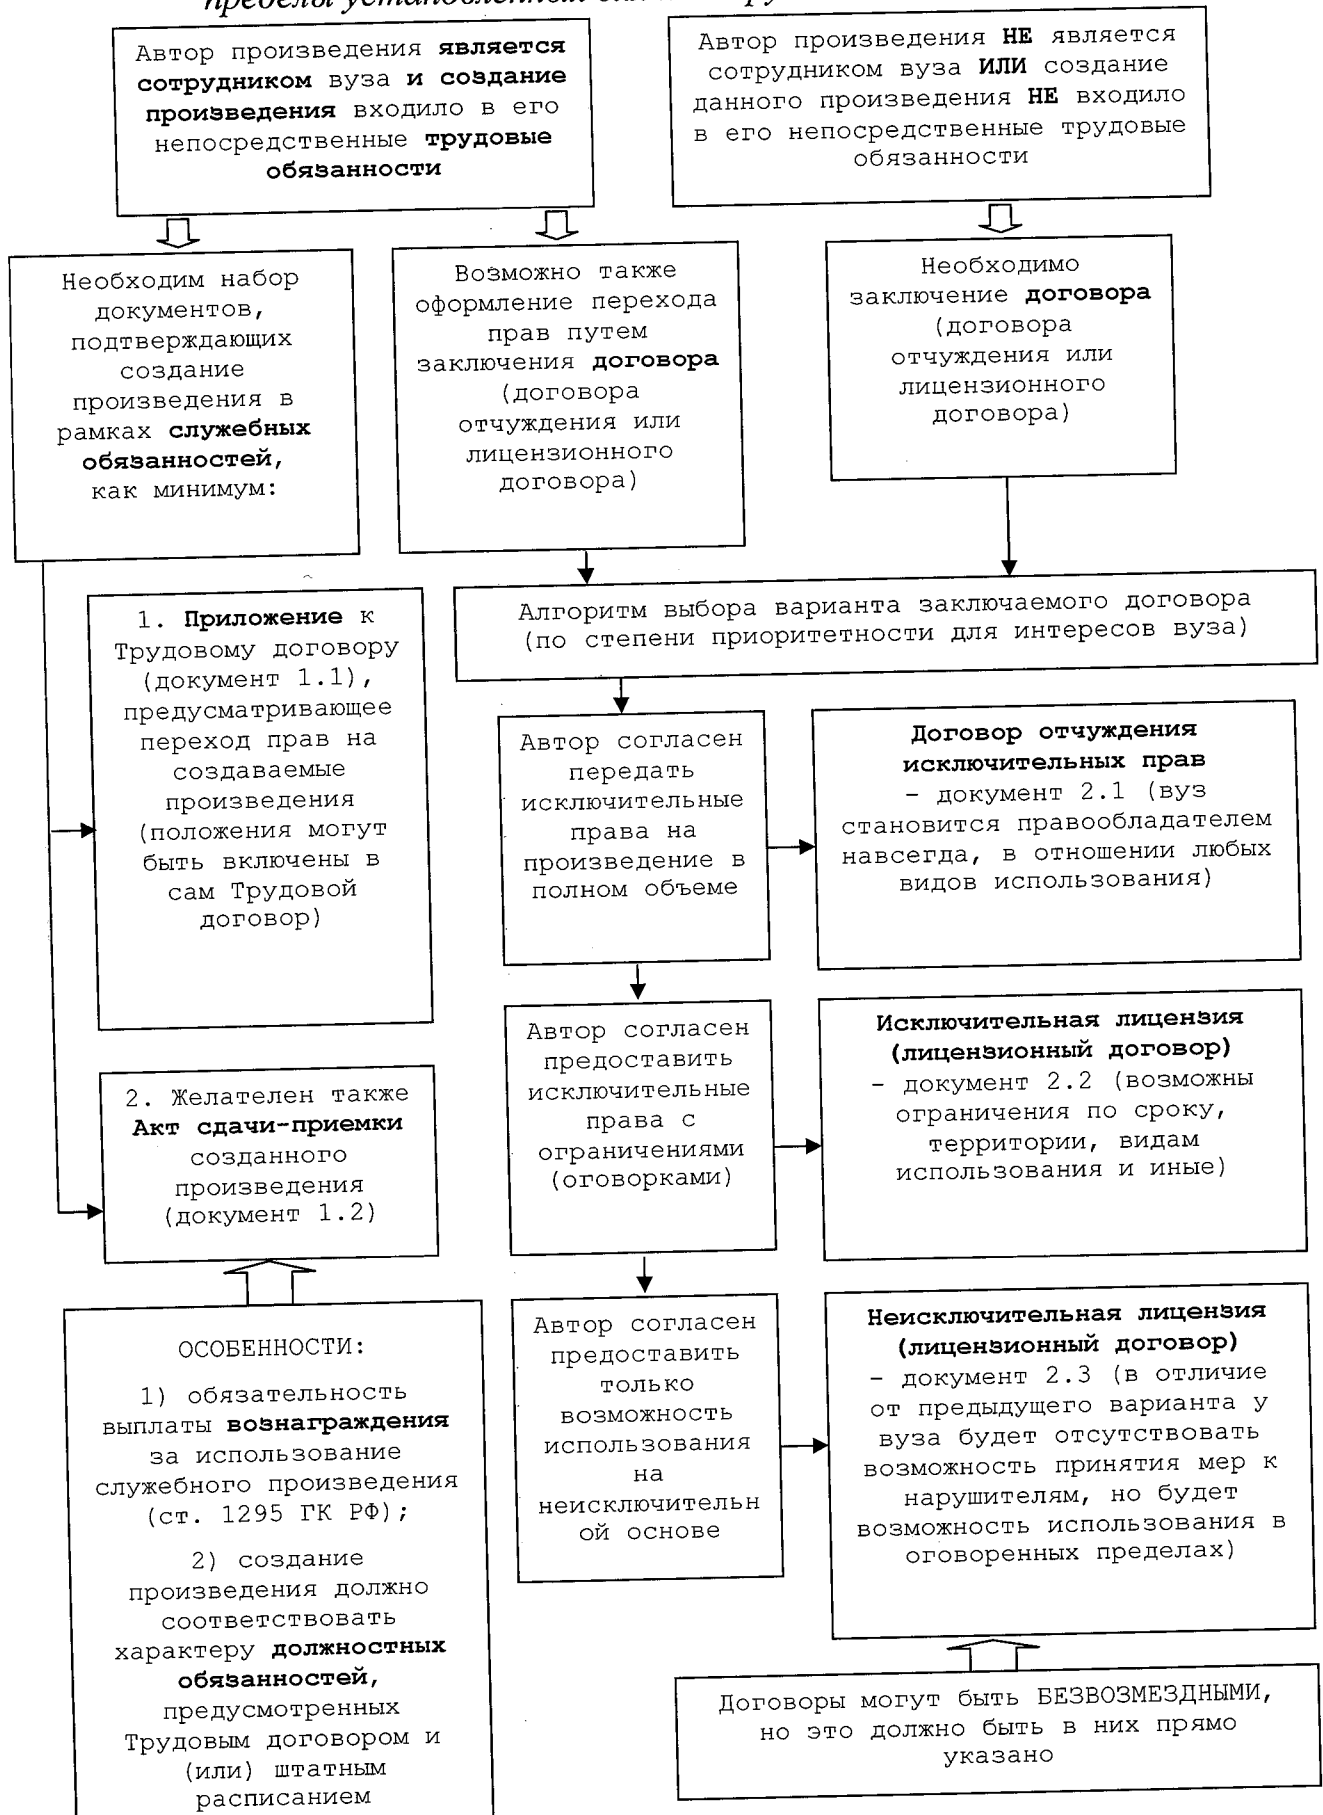 пределы установленных
Автор произведения является
сотрудником вуза и создание
произведения входило в его
непосредственные трудовые
обязанности
Автор произведения НЕ является
сотрудником вуза ИЛИ создание
данного произведения НЕ входило
в его непосредственные трудовые
обязанности
Необходим набор
документов,
подтверждающих
создание
произведения в
рамках служебных
обязанностей,
как минимум:
Возможно также
оформление перехода
прав путем
заключения договора
(договора
отчуждения или
лицензионного
договора)
Необходимо
заключение договора
(договора
отчуждения или
лицензионного
договора)
1. Приложение к
Трудовому договору
(документ 1.1),
предусматривающее
переход прав на
создаваемые
произведения
(положения могут
быть включены в
сам Трудовой
договор)
2. Желателен также
Акт сдачи-приемки
созданного
произведения
(документ 1.2)
ОСОБЕННОСТИ:
1) обязательность
выплаты вознаграждения
за использование
служебного произведения
(ст. 1295 ГК РФ);
2) создание
произведения должно
соответствовать
характеру должностных
обязанностей,
предусмотренных
Трудовым договором и
(или) штатным
расписанием
Алгоритм выбора варианта заключаемого договора
(по степени приоритетности для интересов вуза)
Автор согласен
передать
исключительные
права на
произведение в
полном объеме
Договор отчуждения
исключительных прав
- документ 2.1 (вуз
становится правообладателем
навсегда, в отношении любых
видов использования)
Автор согласен
предоставить
исключительные
права с
ограничениями
(оговорками)
Исключительная лицензия
(лицензионный договор)
- документ 2.2 (возможны
ограничения по сроку,
территории, видам
использования и иные)
Автор согласен
предоставить
только
возможность
использования
на
неисключительн
ой основе
Неисключительная лицензия
(лицензионный договор)
- документ 2.3 (в отличие
от предыдущего варианта у
вуза будет отсутствовать
возможность принятия мер к
нарушителям, но будет
возможность использования в
оговоренных пределах)
Договоры могут быть БЕЗВОЗМЕЗДНЫМИ,
но это должно быть в них прямо
указано